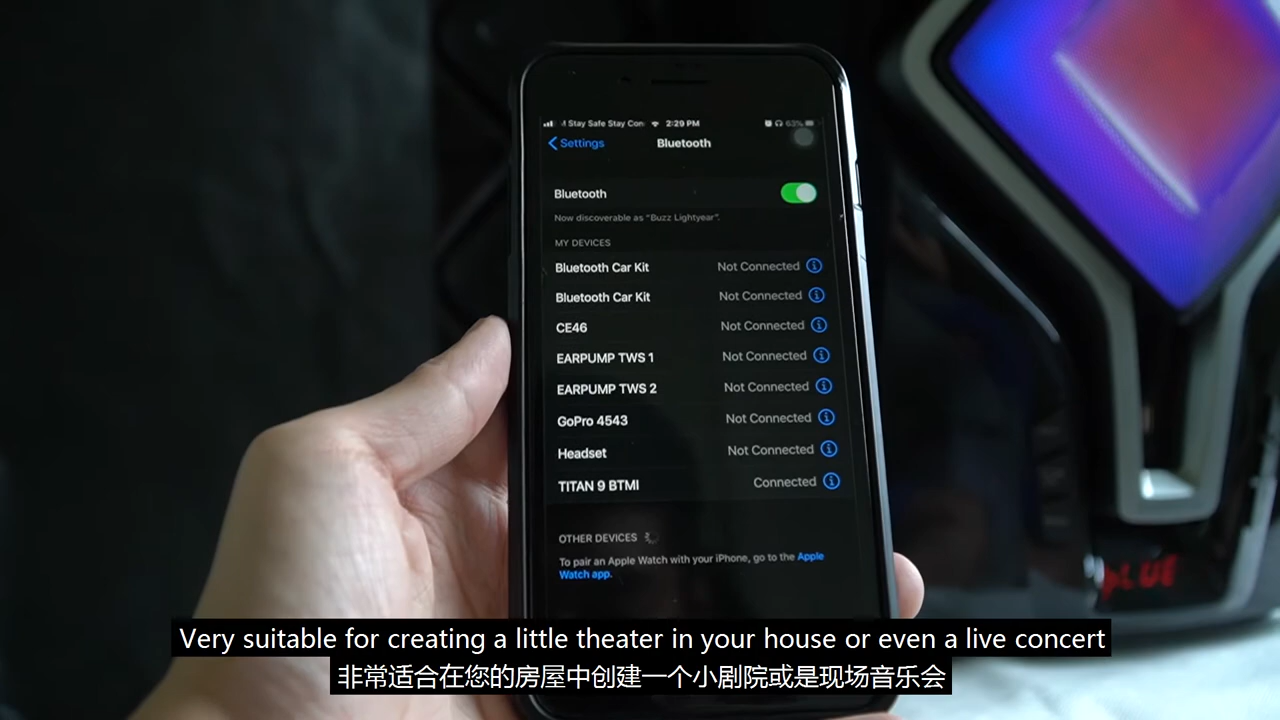 Stay Safe Stay Con 2:29 PM 63%
Settings Bluetooth
Bluetooth
Now discoverable as “Buzz Lightyear”.
MY DEVICES
Bluetooth Car Kit Not Connected
Bluetooth Car Kit Not Connected
CE46 Not Connected
EARPUMP TWS 1 Not Connected
EARPUMP TWS 2 Not Connected
GoPro 4543 Not Connected
Headset Not Connected
TITAN 9 BTMI Connected
OTHER DEVICES
To pair an Apple Watch with your iPhone, go to the Apple
Watch app.
Very suitable for creating a little theater in your house or even a live concert
非常适合在您的房屋中创建一个小剧院或是现场音乐会